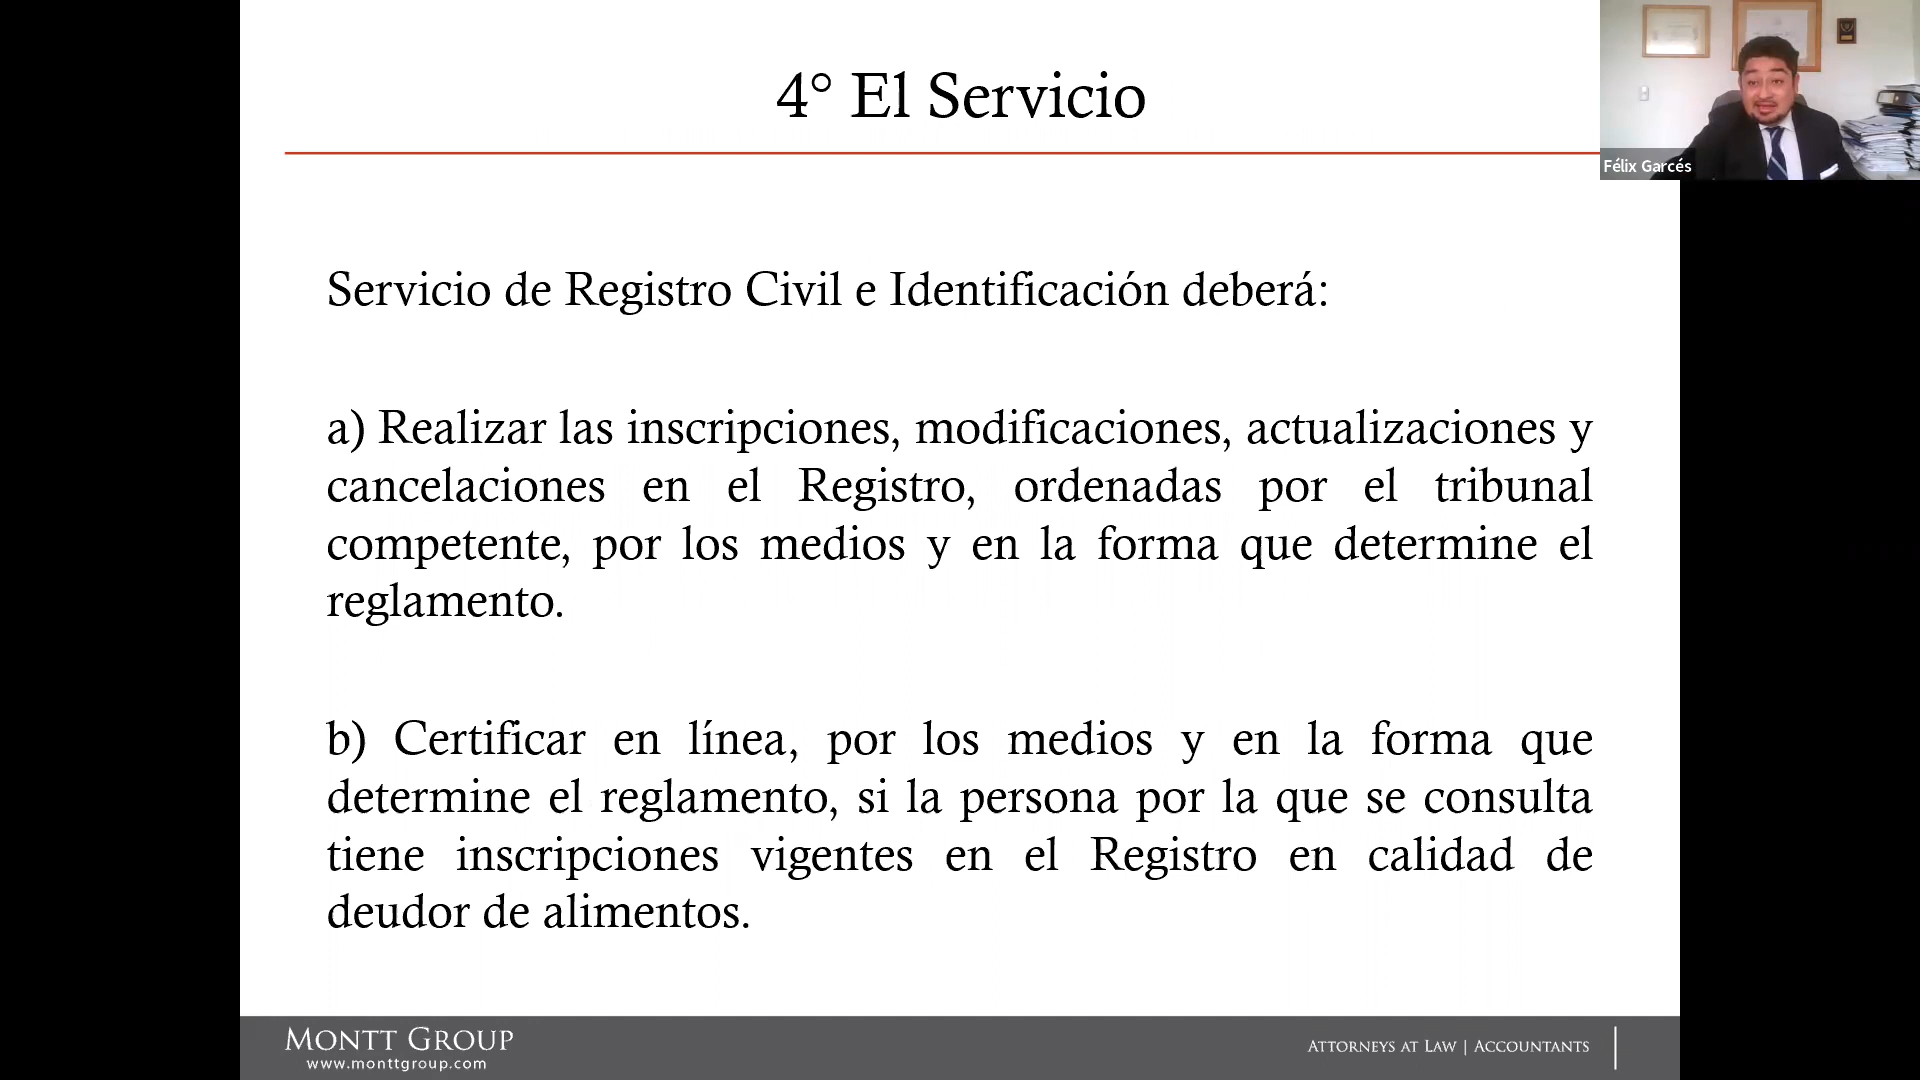 4° El Servicio
Félix Garcés
Servicio de Registro Civil e Identificación deberá:
a) Realizar las inscripciones, modificaciones, actualizaciones y
cancelaciones en el Registro, ordenadas por el tribunal
competente, por los medios y en la forma que determine el
reglamento.
b) Certificar en línea, por los medios y en la forma que
determine el reglamento, si la persona por la que se consulta
tiene inscripciones vigentes en el Registro en calidad de
deudor de alimentos.
MONTT GROUP
www.monttgroup.com
ATTORNEYS AT LAW | ACCOUNTANTS